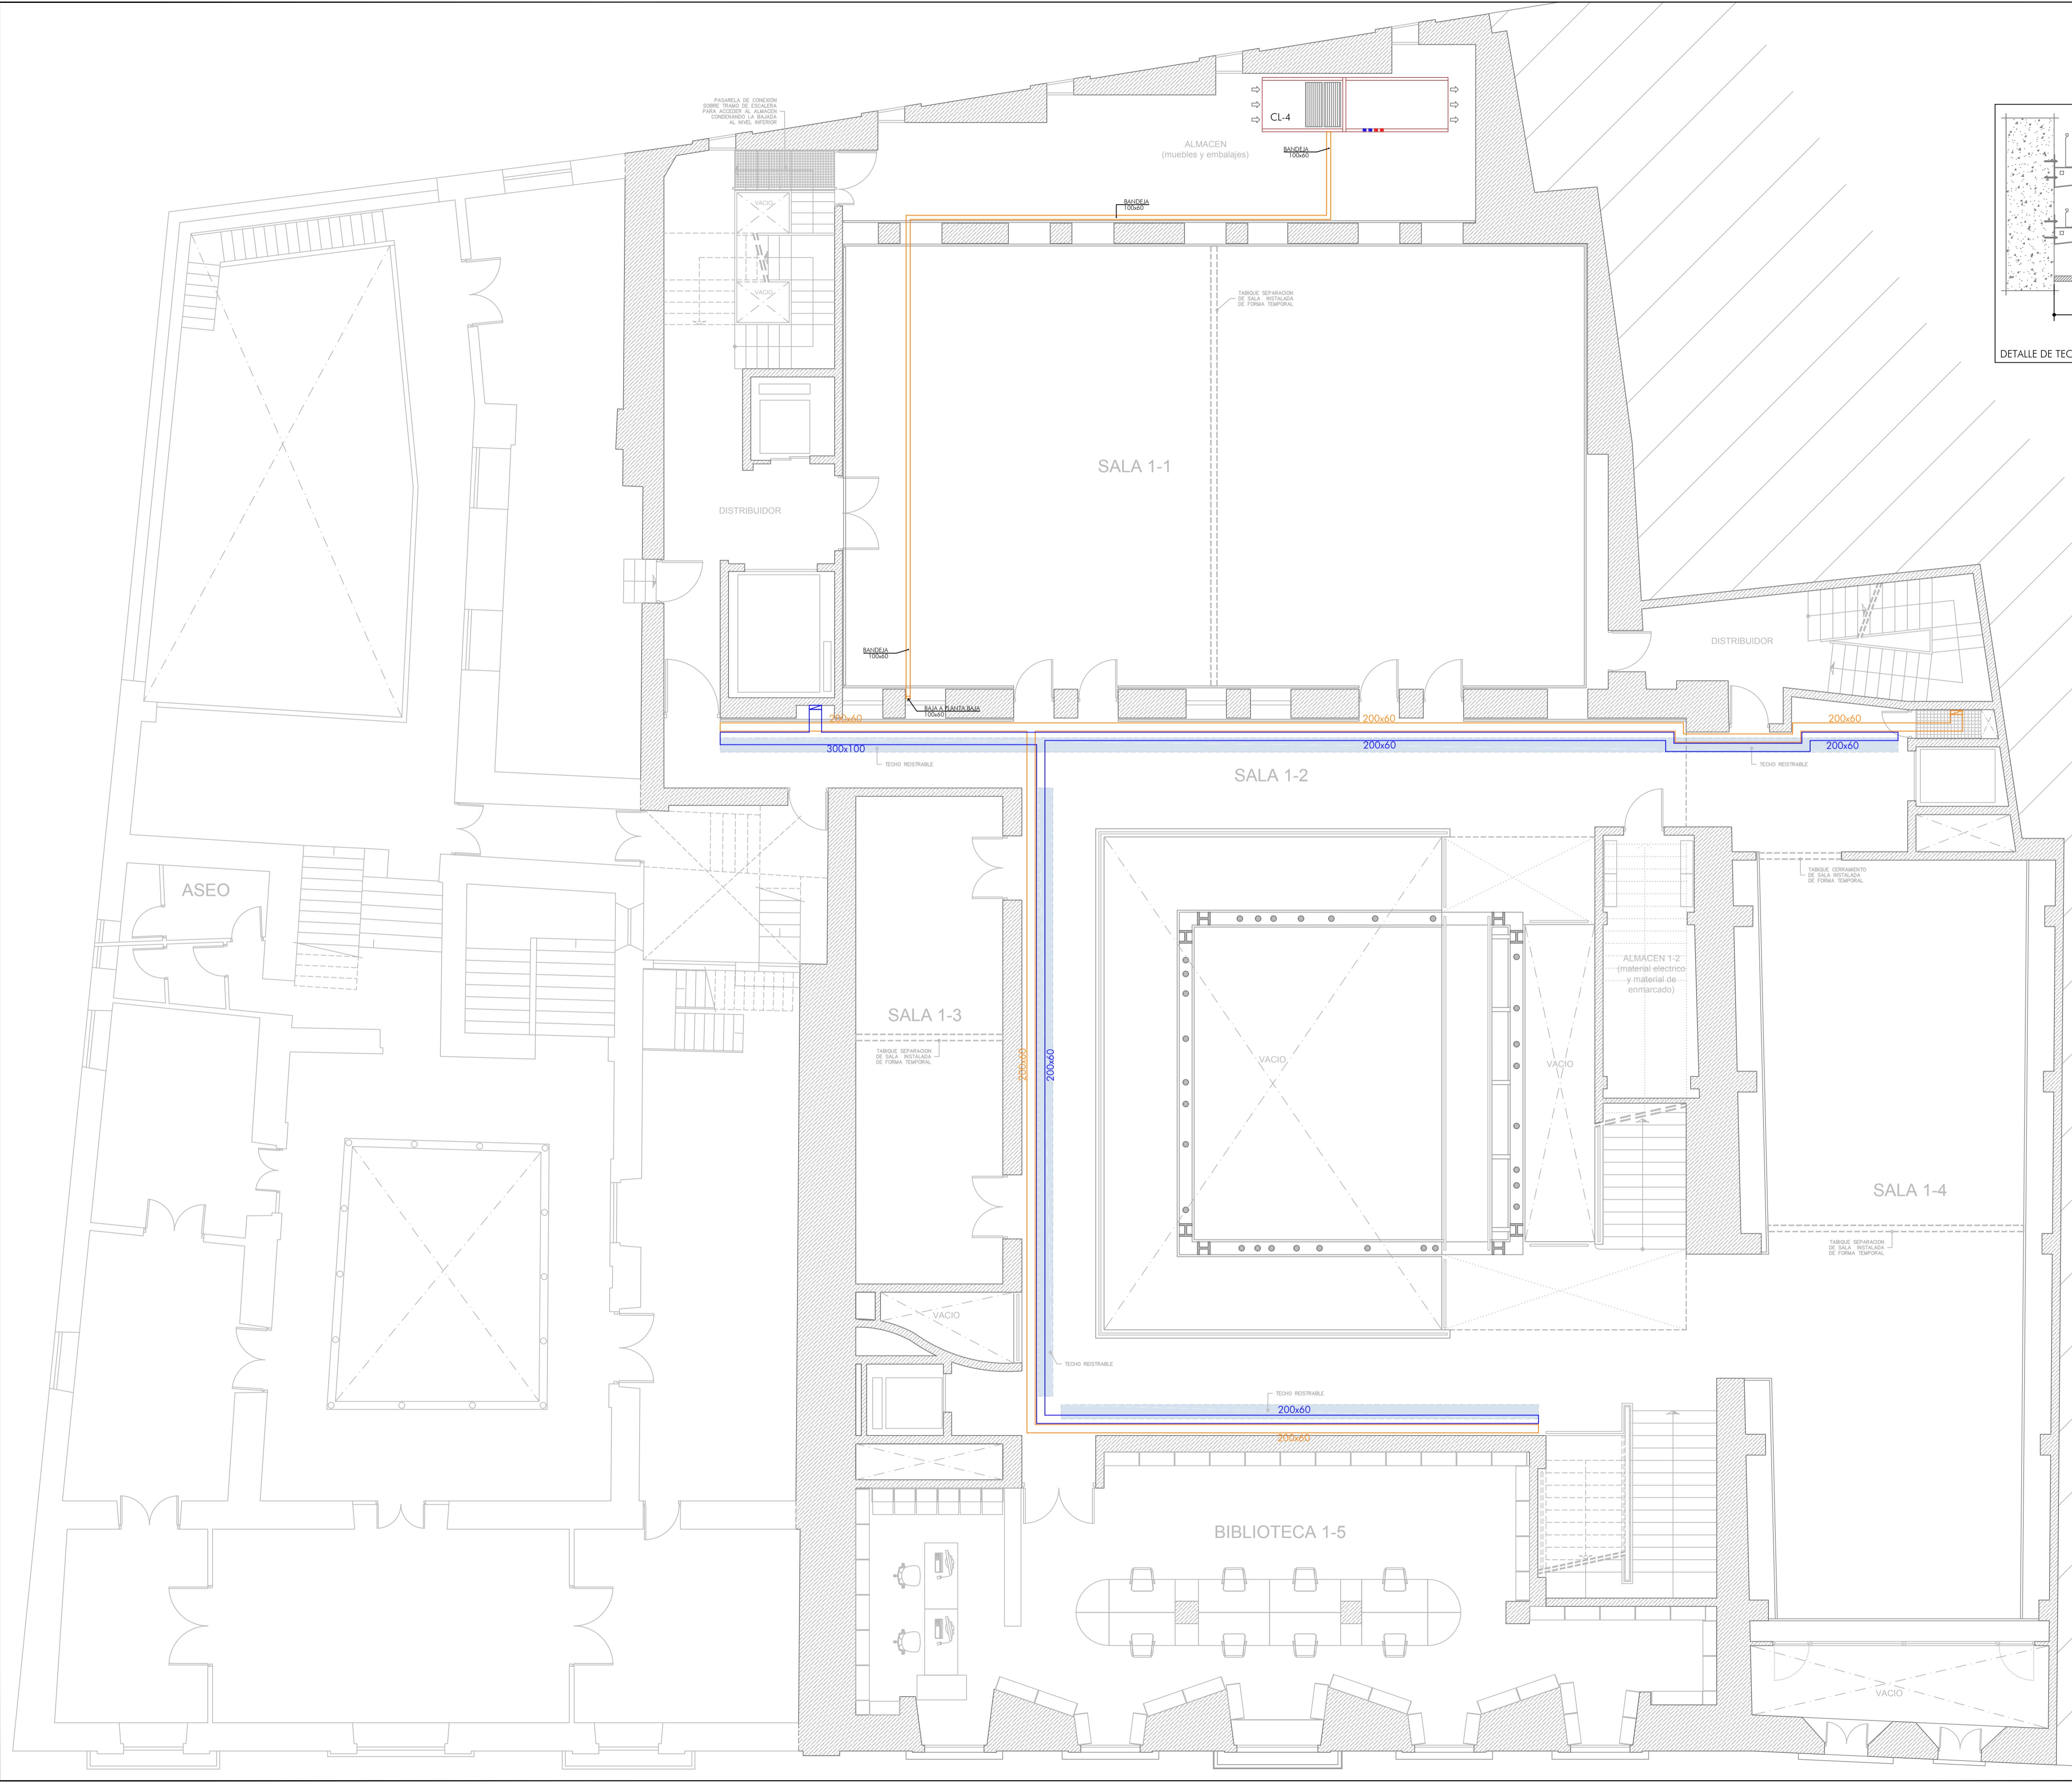 PASARELA DE CONEXION
SOBRE TRAMO DE ESCALERA
PARA ACCEDER AL ALMACEN
CONDENANDO LA BAJADA
AL NIVEL INFERIOR
CL-4
ALMACEN
(muebles y embalajes)
BANDEJA
100x60
BANDEJA
100x60
VACIO
VACIO
TABIQUE SEPARACION
DE SALA INSTALADA
DE FORMA TEMPORAL
DETALLE DE TEC
SALA 1-1
DISTRIBUIDOR
DISTRIBUIDOR
BANDEJA
100x60
BAJA A PLANTA BAJA
100x60
200x60
200x60
200x60
300x100
200x60
200x60
TECHO REISTRABLE
TECHO REISTRABLE
SALA 1-2
TABIQUE CERRAMIENTO
DE SALA INSTALADA
DE FORMA TEMPORAL
ASEO
ALMACEN 1-2
(material electrico
y material de
enmarcado)
SALA 1-3
TABIQUE SEPARACION
DE SALA INSTALADA
DE FORMA TEMPORAL
200x60
200x60
VACIO
VACIO
SALA 1-4
TABIQUE SEPARACION
DE SALA INSTALADA
DE FORMA TEMPORAL
VACIO
TECHO REISTRABLE
TECHO REISTRABLE
200x60
200x60
BIBLIOTECA 1-5
VACIO